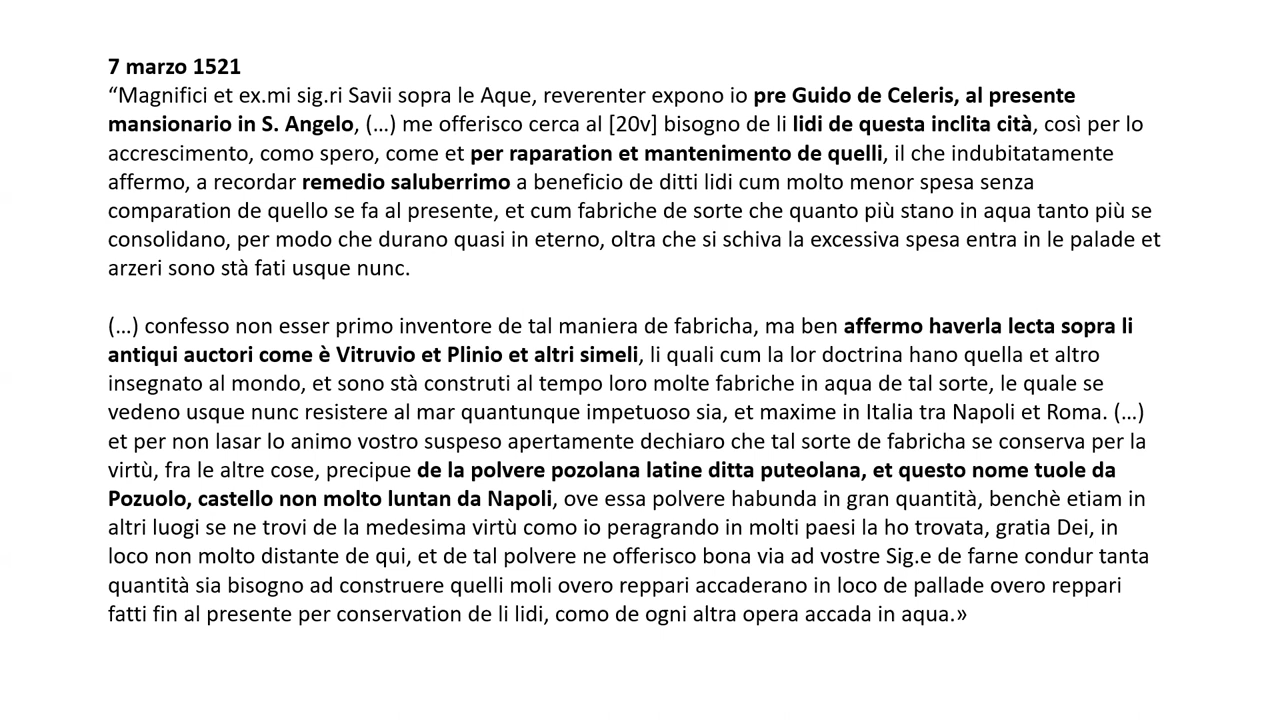 7 marzo 1521
“Magnifici et ex.mi sig.ri Savii sopra le Aque, reverenter expono io pre Guido de Celeris, al presente
mansionario in S. Angelo, (…) me offerisco cerca al [20v] bisogno de li lidi de questa inclita cità, così per lo
accrescimento, come spero, come et per raparation et mantenimento de quelli, il che indubitatamente
affermo, a recordar remedio saluberrimo a beneficio de ditti lidi cum molto menor spesa senza
comparation de quello se fa al presente, et cum fabriche de sorte che quanto più stano in aqua tanto più se
consolidano, per modo che durano quasi in eterno, oltra che si schiva la excessiva spesa entra in le palade et
arzeri sono stà fati usque nunc.
(…) confesso non esser primo inventore de tal maniera de fabricha, ma ben affermo haverla lecta sopra li
antiqui auctori come è Vitruvio et Plinio et altri simeli, li quali cum la lor doctrina hano quella et altro
insegnato al mondo, et sono stà construti al tempo loro molte fabriche in aqua de tal sorte, le quale se
vedeno usque nunc resistere al mar quantunque impetuoso sia, et maxime in Italia tra Napoli et Roma. (…)
et per non lasar lo animo vostro suspeso apertamente dechiaro che tal sorte de fabricha se conserva per la
virtù, fra le altre cose, precipue de la polvere pozolana latine ditta puteolana, et questo nome tuole da
Pozuolo, castello non molto luntan da Napoli, ove essa polvere habunda in gran quantità, benchè etiam in
altri luogi se ne trovi de la medesima virtù como io peragrando in molti paesi la ho trovata, gratia Dei, in
loco non molto distante de qui, et de tal polvere ne offerisco bona via ad vostre Sig.e de farne condur tanta
quantità sia bisogno ad construere quelli moli overo reppari accaderano in loco de pallade overo reppari
fatti fin al presente per conservation de li lidi, como de ogni altra opera accada in aqua.»